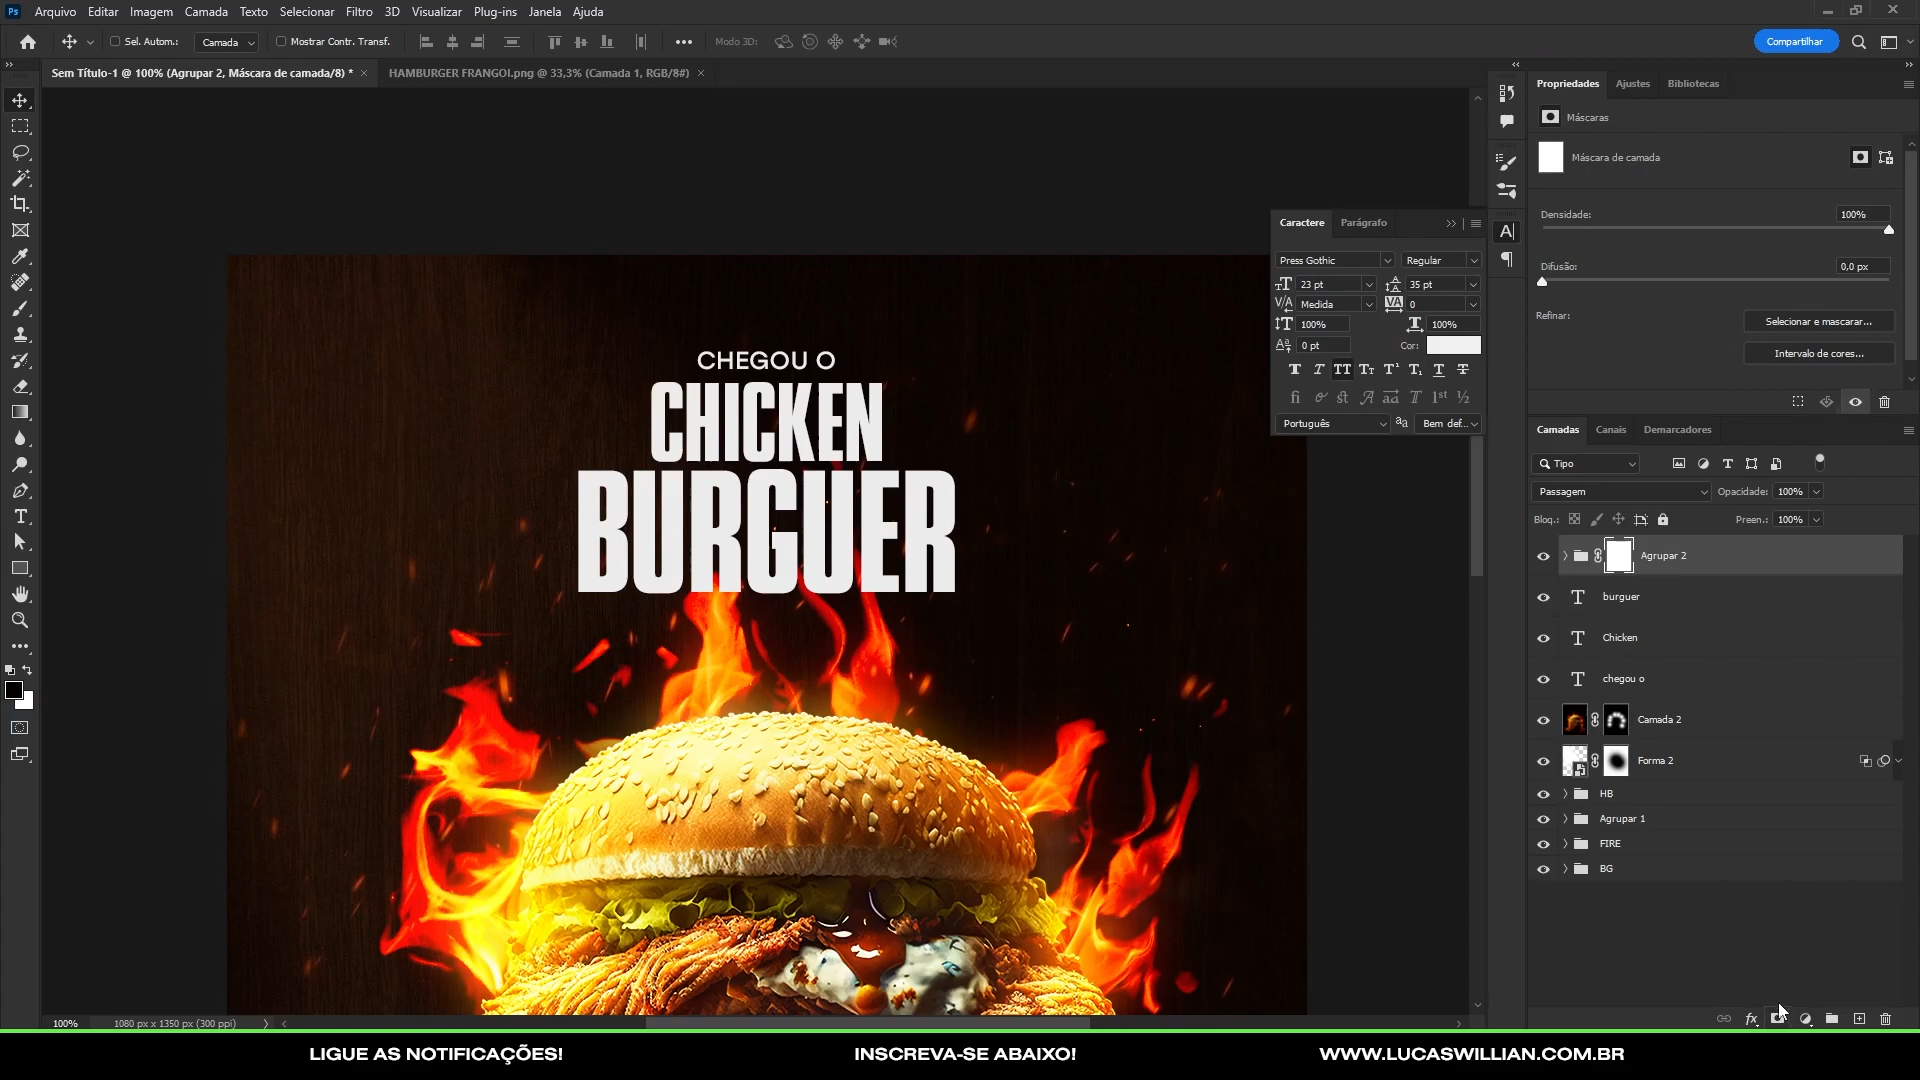 Ps Arquivo Editar Imagem Camada Texto Selecionar Filtro 3D Visualizar Plug-ins Janela Ajuda
Sel. Autom.: Camada Mostrar Contr. Transf. Modo 3D: Compartilhar
Sem Título-1 @ 100% (Agrupar 2, Máscara de camada/8) * × HAMBURGER FRANGOI.png @ 33,3% (Camada 1, RGB/8#) ×
Propriedades Ajustes Bibliotecas
Máscaras
Máscara de camada
Densidade: 100%
Difusão: 0,0 px
Refinar: Selecionar e mascarar...
Intervalo de cores...
Caractere Parágrafo
Press Gothic Regular
23 pt 35 pt
Medida 0
100% 100%
0 pt Cor:
Português Bem def...
Camadas Canais Demarcadores
Tipo
Passagem Opacidade: 100%
Bloq.: Preen.: 100%
Agrupar 2
burguer
Chicken
chegou o
Camada 2
Forma 2
HB
Agrupar 1
FIRE
BG
CHEGOU O
CHICKEN
BURGUER
100% 1080 px x 1350 px (300 ppi)
LIGUE AS NOTIFICAÇÕES! INSCREVA-SE ABAIXO! WWW.LUCASWILLIAN.COM.BR